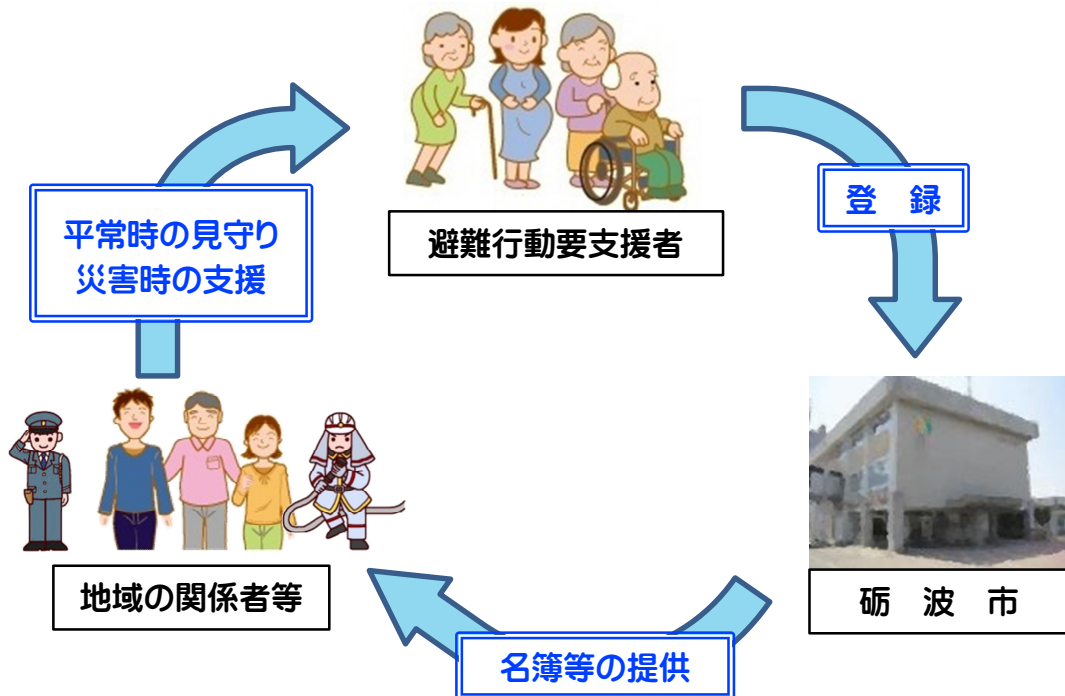 避難行動要支援者
登　録
平常時の見守り
災害時の支援
地域の関係者等
砺　波　市
名簿等の提供